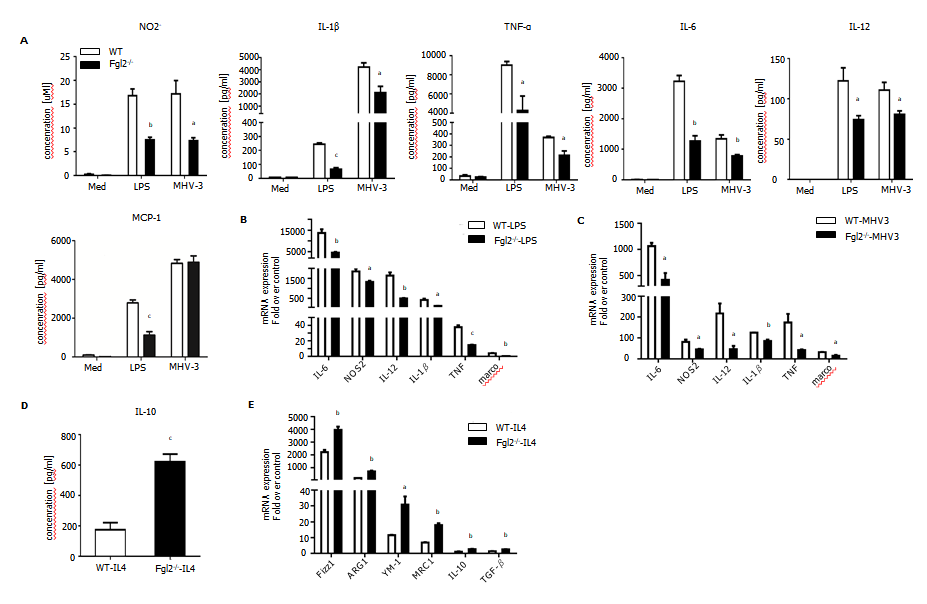 A
NO2-
WT
Fgl2-/-
concenration [uM]
25
20
15
10
5
0
b
a
Med
LPS
MHV-3
IL-1β
concenration [pg/ml]
5000
4000
3000
2000
1000
400
300
200
100
0
c
a
Med
LPS
MHV-3
TNF-α
concenration [pg/ml]
10000
8000
6000
4000
500
400
300
200
100
0
a
a
Med
LPS
MHV-3
IL-6
concenration [pg/ml]
4000
3000
2000
1000
0
b
b
Med
LPS
MHV-3
IL-12
concenration [pg/ml]
150
100
50
0
a
a
Med
LPS
MHV-3
MCP-1
concenration [pg/ml]
6000
4000
2000
0
c
Med
LPS
MHV-3
B
WT-LPS
Fgl2-/-LPS
mRNA expression
Fold over control
15000
5000
1500
500
40
20
0
b
a
b
a
c
b
IL-6
NOS2
IL-12
IL-1β
TNF
marco
C
WT-MHV3
Fgl2-/-MHV3
mRNA expression
Fold over control
1500
1000
500
300
200
100
0
a
a
a
b
a
a
IL-6
NOS2
IL-12
IL-1β
TNF
marco
D
IL-10
concenration [pg/ml]
800
600
400
200
0
c
WT-IL4
Fgl2-/-IL4
E
WT-IL4
Fgl2-/-IL4
mRNA expression
Fold over control
5000
4000
3000
2000
1000
40
30
20
10
0
b
b
a
b
b
b
Fizz1
ARG1
YM-1
MRC1
IL-10
TGF-β